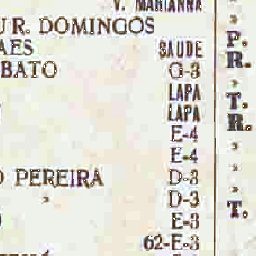 V. MARIANNA
R. DOMINGOS
AES SAUDE
BATO G-3
LAPA
LAPA
E-4
E-4
O PEREIRA D-3
" D-3
E-3
62-E-3
P.
R.
"
T.
R.
"
"
"
T.